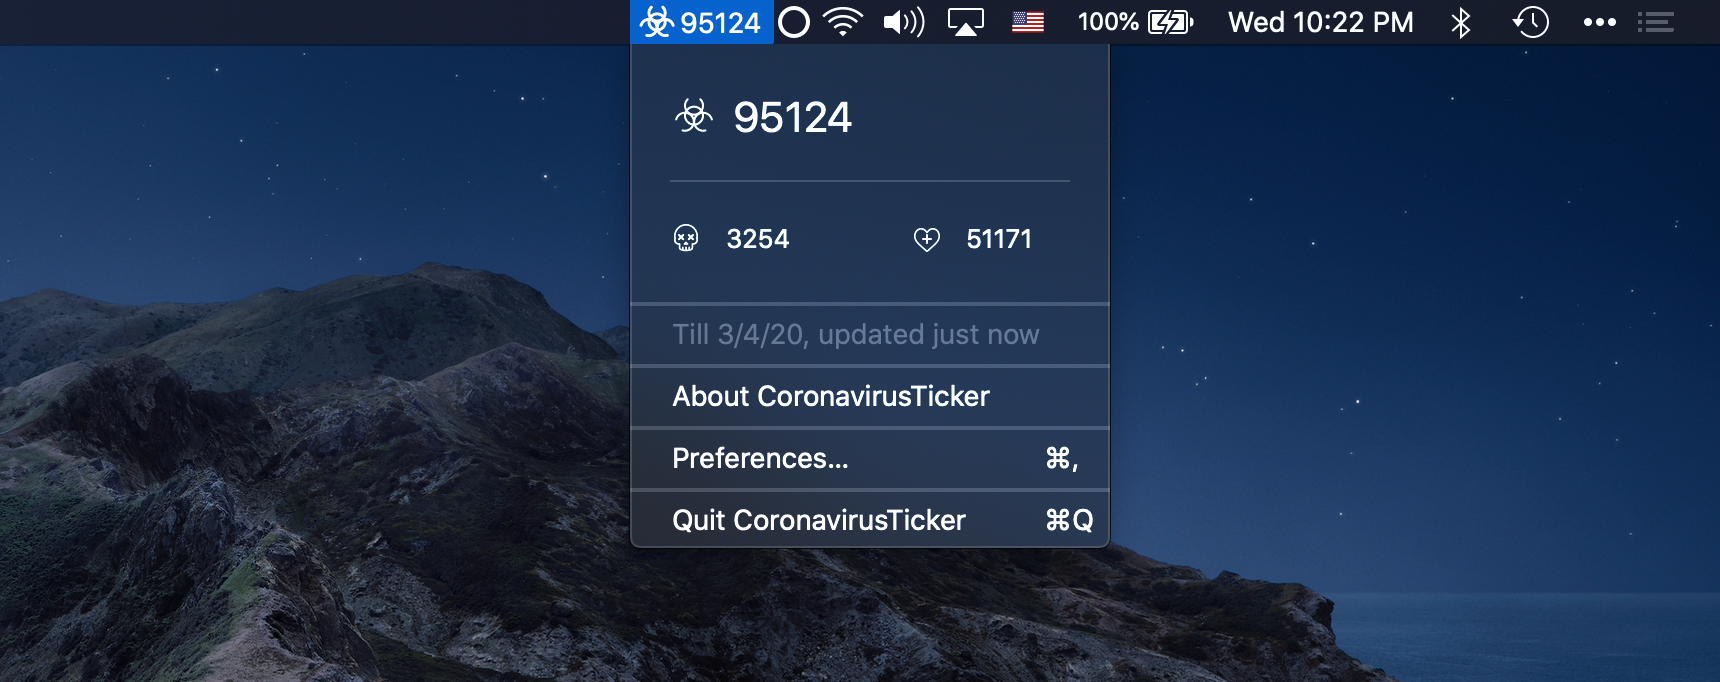 95124 100% Wed 10:22 PM
95124
3254 51171
Till 3/4/20, updated just now
About CoronavirusTicker
Preferences... ⌘,
Quit CoronavirusTicker ⌘Q